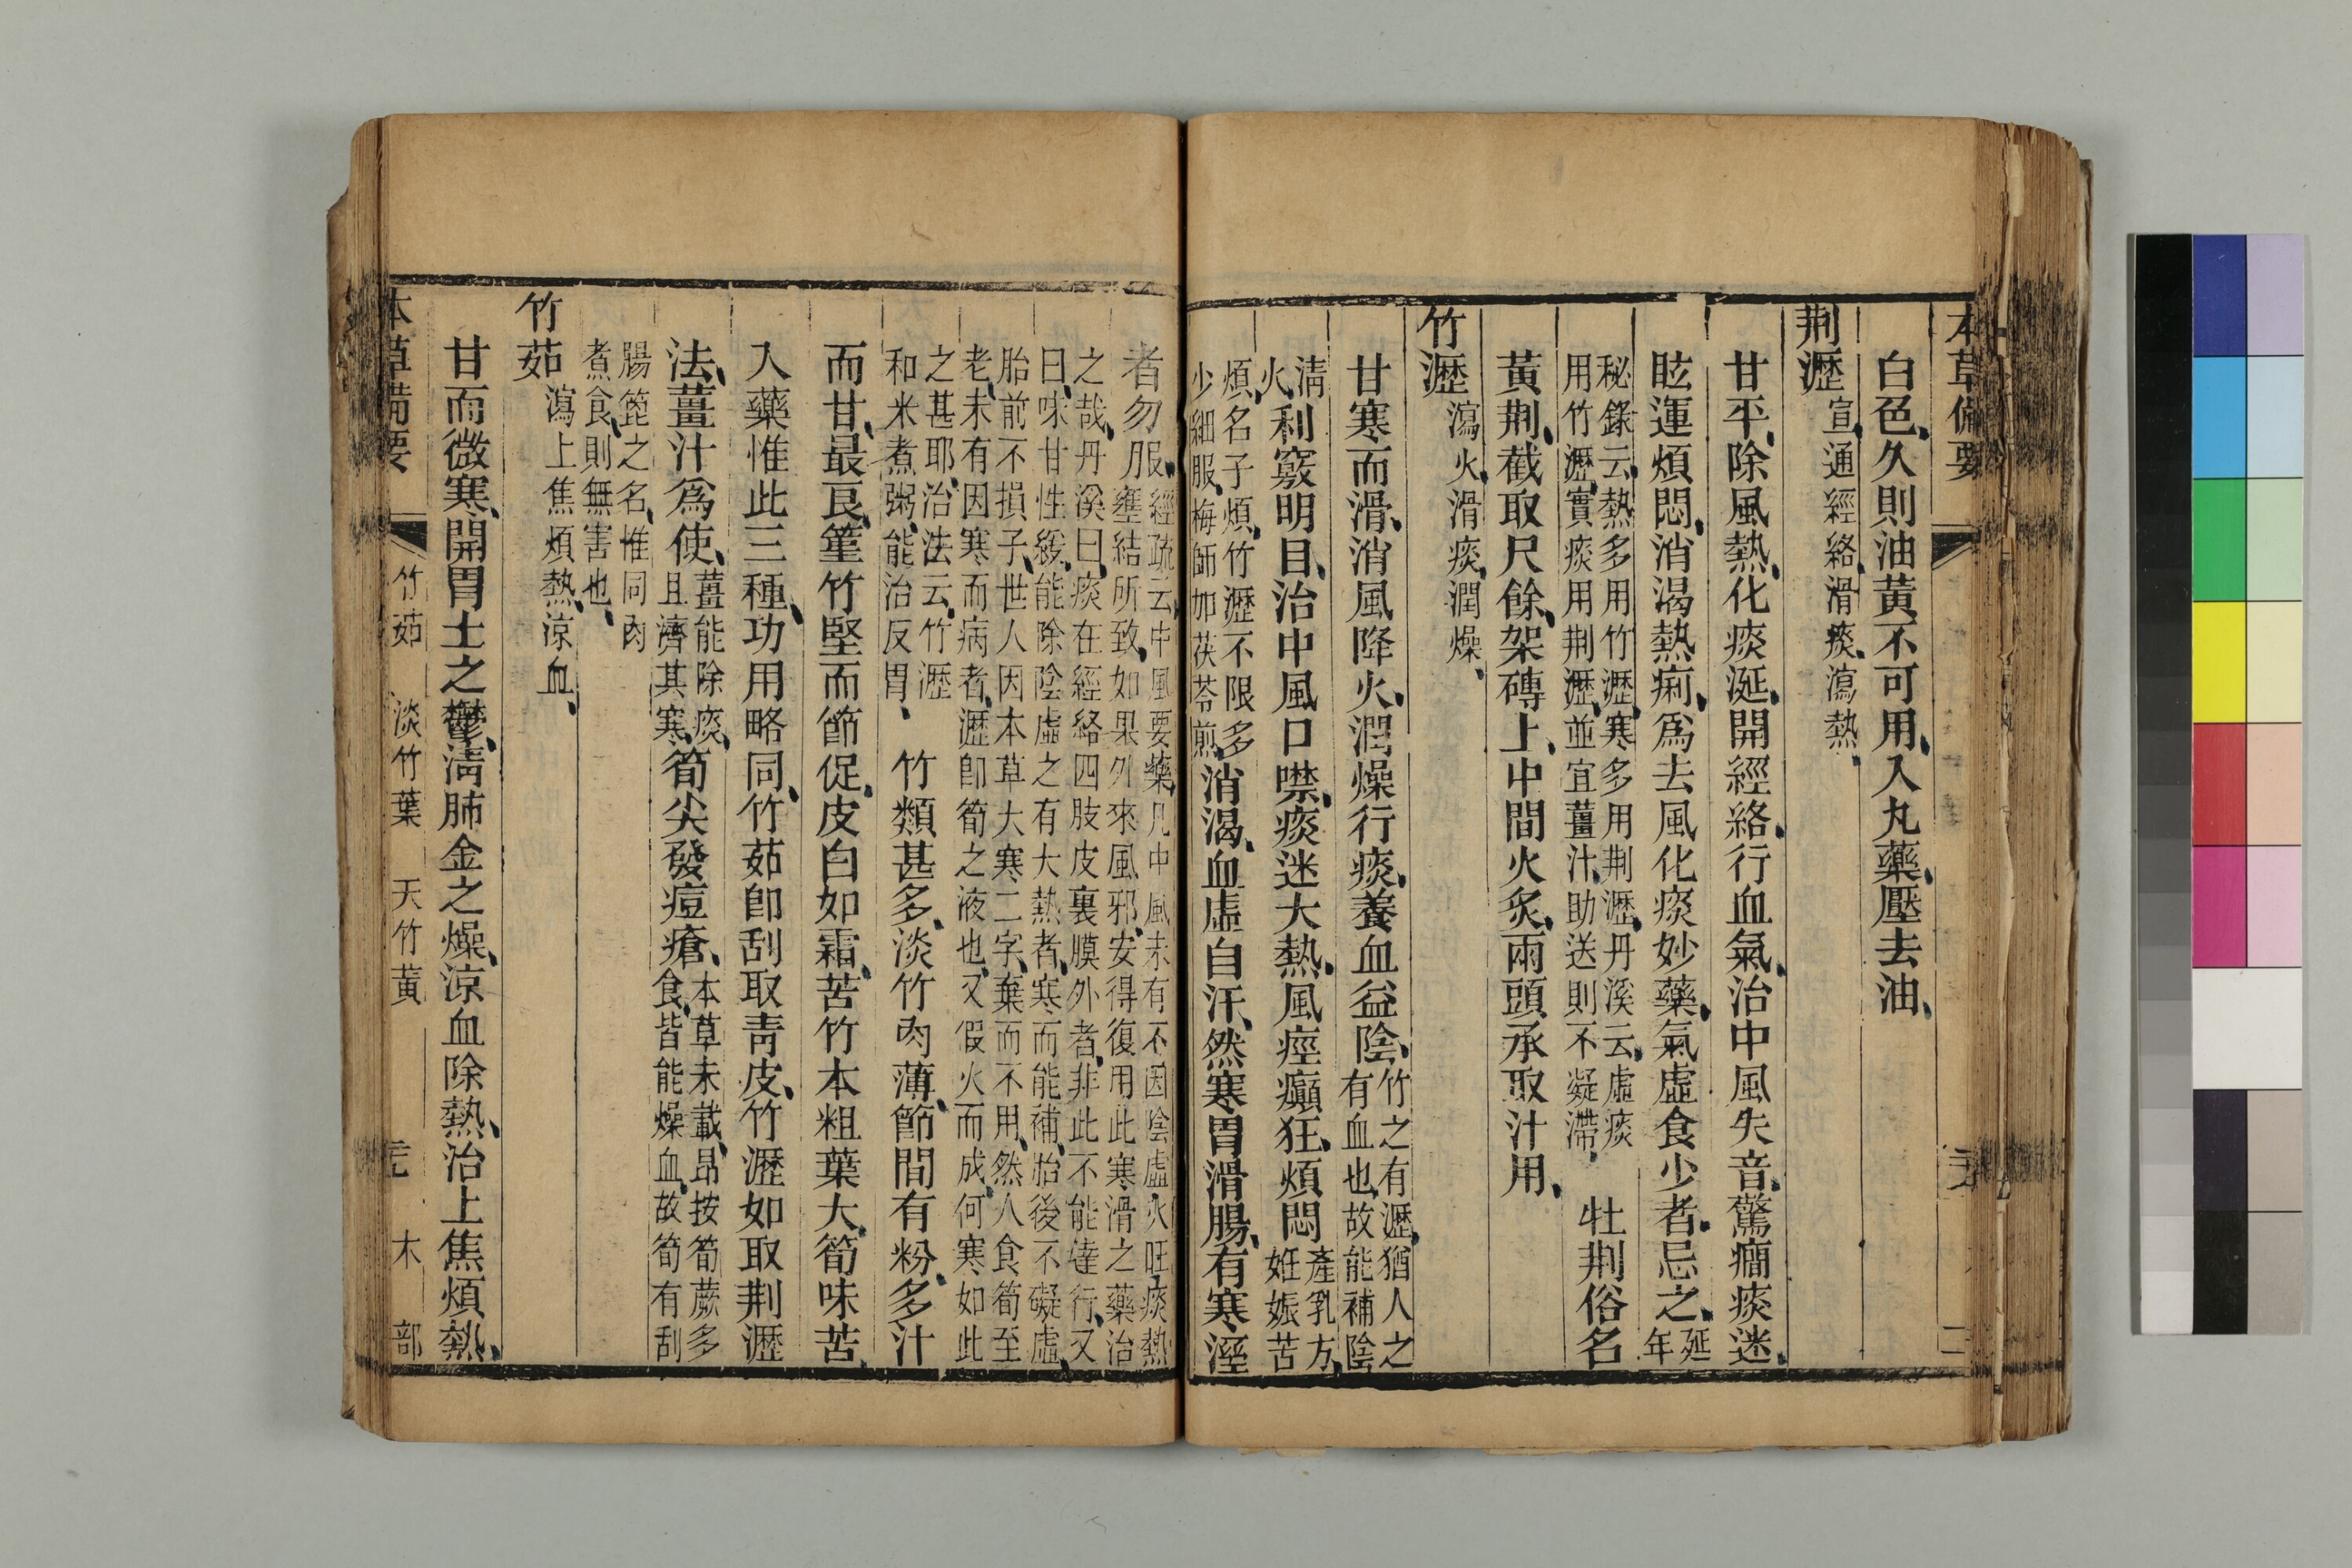 本草備要
白色、久則油黃、不可用、入丸藥、壓去油、
荆瀝 宣、通經絡、滑痰、瀉熱、
甘平、除風熱、化痰涎、開經絡、行血氣、治中風失音、驚癇痰迷、
眩運煩悶、消渴熱痢、爲去風化痰妙藥、氣虛食少者、忌之、延年
秘錄云、熱多用竹瀝、寒多用荆瀝、丹溪云、虛痰
用竹瀝、實痰用荆瀝、並宜薑汁、助送則不凝滯、
牡荆俗名
黃荆、截取尺餘、架磚上、中間火炙、兩頭承取汁用、
竹瀝 瀉火、滑痰、潤燥、
甘寒而滑、消風降火、潤燥行痰、養血益陰、竹之有瀝、猶人之
有血也、故能補陰
清火、利竅明目、治中風口噤、痰迷大熱、風痙癲狂、煩悶 產乳方、妊娠苦
煩、名子煩、竹瀝不限多
少細服、梅師加茯苓煎
消渴、血虛自汗、然寒胃滑腸、有寒溼
者勿服、經疏云、中風要藥、凡中風未有不因陰虛火旺、痰熱
壅結所致、如果外來風邪、安得復用此寒滑之藥治
之哉、丹溪曰、痰在經絡四肢皮裏膜外者、非此不能達行、又
曰、味甘性緩、能除陰虛之有大熱者、寒而能補、胎後不礙虛、
胎前不損子、世人因本草大寒二字、棄而不用、然人食筍至
老、未有因寒而病者、瀝卽筍之液也、又假火而成、何寒如此
之甚耶、治法云、竹瀝
和米煮粥、能治反胃、
竹類甚多、淡竹肉薄、節間有粉、多汁
而甘、最良、篁竹堅而節促、皮白如霜、苦竹本粗葉大、筍味苦、
入藥惟此三種、功用略同、竹茹卽刮取靑皮、竹瀝如取荆瀝
法、薑汁爲使、薑能除痰、且濟其寒、筍尖發痘瘡、本草未載、昂按筍蕨多
食、皆能燥血、故筍有刮
腸篦之名、惟同肉
煮食、則無害也、
竹茹 瀉上焦煩熱、涼血、
甘而微寒、開胃土之鬱、淸肺金之燥、涼血除熱、治上焦煩熱、
本草備要 竹茹 淡竹葉 天竹黃 木部